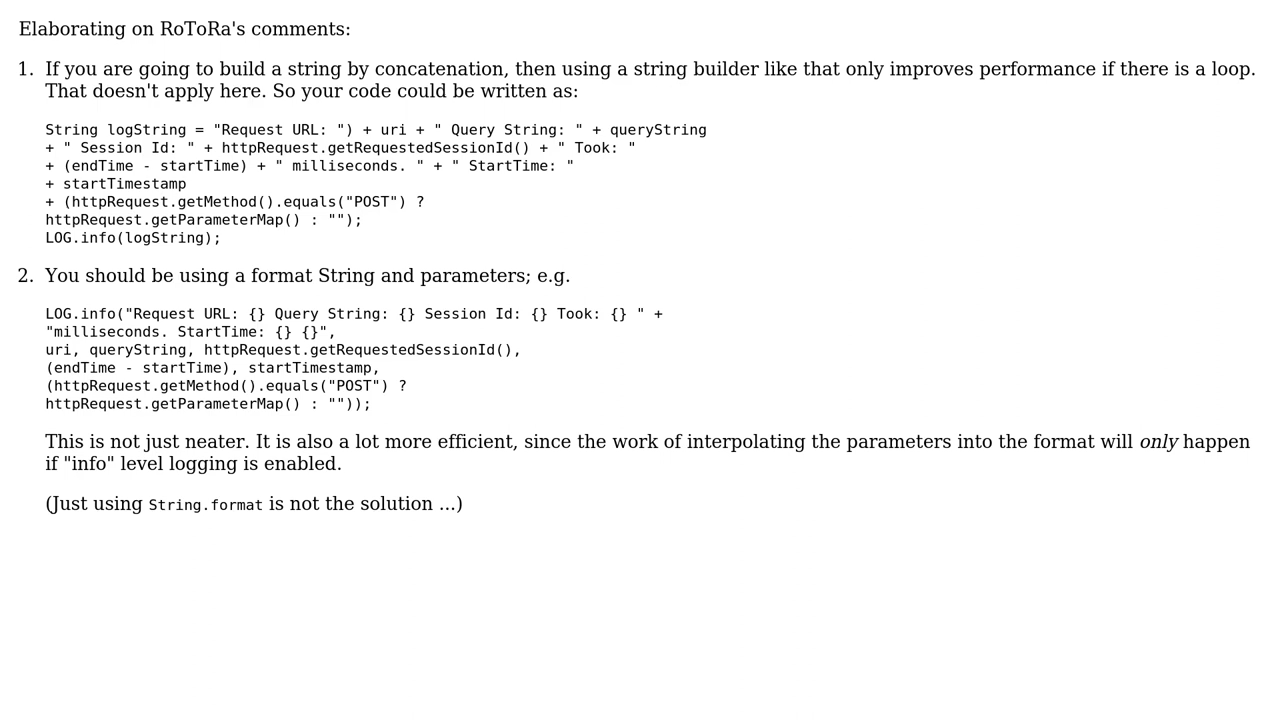 Elaborating on RoToRa's comments:
1. If you are going to build a string by concatenation, then using a string builder like that only improves performance if there is a loop.
That doesn't apply here. So your code could be written as:
String logString = "Request URL: ") + uri + " Query String: " + queryString
+ " Session Id: " + httpRequest.getRequestedSessionId() + " Took: "
+ (endTime - startTime) + " milliseconds. " + " StartTime: "
+ startTimestamp
+ (httpRequest.getMethod().equals("POST") ?
httpRequest.getParameterMap() : "");
LOG.info(logString);
2. You should be using a format String and parameters; e.g.
LOG.info("Request URL: {} Query String: {} Session Id: {} Took: {} " +
"milliseconds. StartTime: {} {}",
uri, queryString, httpRequest.getRequestedSessionId(),
(endTime - startTime), startTimestamp,
(httpRequest.getMethod().equals("POST") ?
httpRequest.getParameterMap() : ""));
This is not just neater. It is also a lot more efficient, since the work of interpolating the parameters into the format will only happen
if "info" level logging is enabled.
(Just using String.format is not the solution ...)